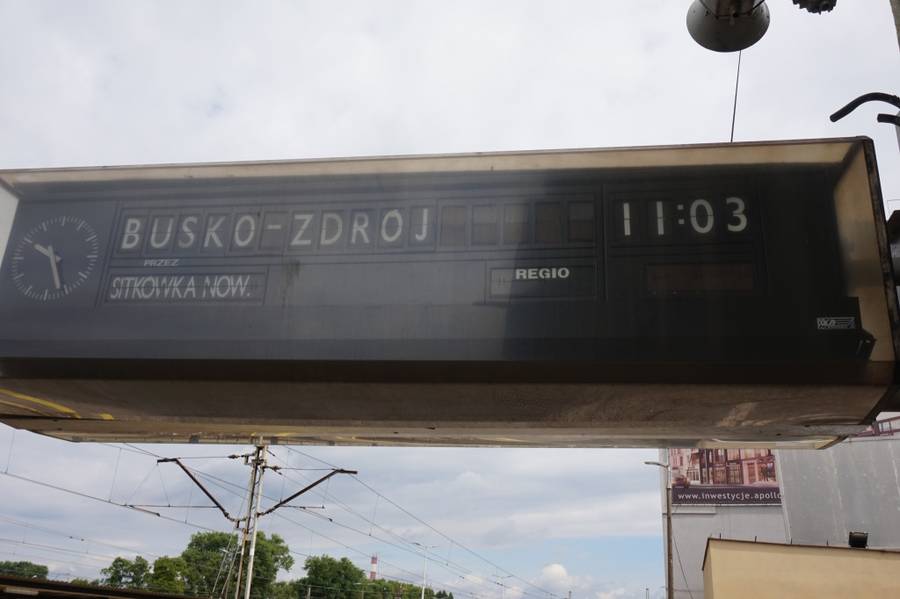 BUSKO-ZDROJ 11:03
PRZEZ
SITKOWKA NOW. REGIO
www.inwestycje.apollo